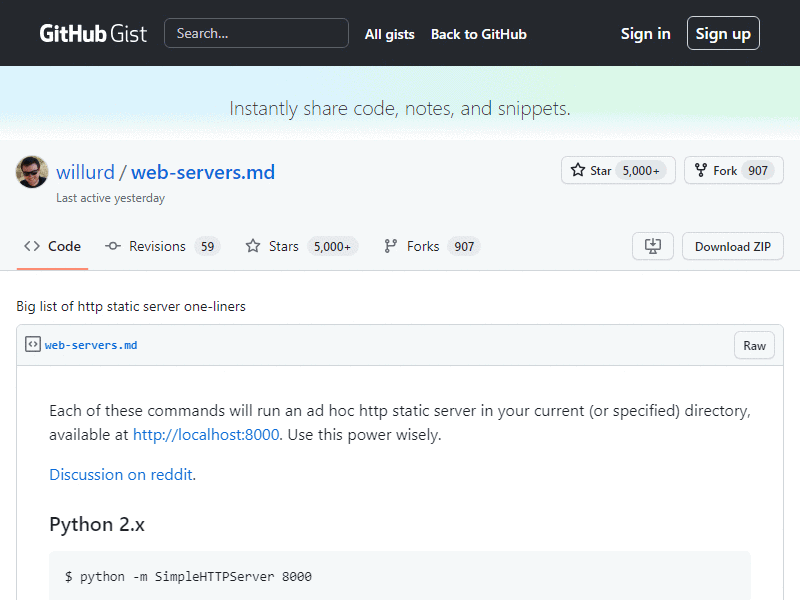 GitHub Gist Search... All gists Back to GitHub Sign in Sign up
Instantly share code, notes, and snippets.
willurd / web-servers.md
Star 5,000+ Fork 907
Last active yesterday
Code Revisions 59 Stars 5,000+ Forks 907 Download ZIP
Big list of http static server one-liners
web-servers.md Raw
Each of these commands will run an ad hoc http static server in your current (or specified) directory,
available at http://localhost:8000. Use this power wisely.
Discussion on reddit.
Python 2.x
$ python -m SimpleHTTPServer 8000